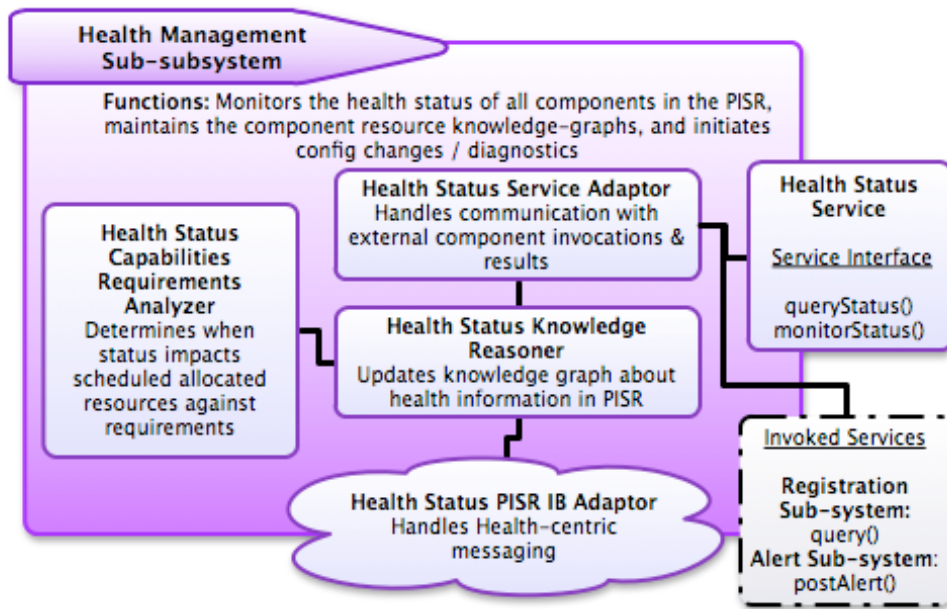 Health Management
Sub-subsystem
Functions: Monitors the health status of all components in the PISR,
maintains the component resource knowledge-graphs, and initiates
config changes / diagnostics
Health Status Service Adaptor
Handles communication with
external component invocations &
results
Health Status
Service
Service Interface
queryStatus()
monitorStatus()
Health Status
Capabilities
Requirements
Analyzer
Determines when
status impacts
scheduled allocated
resources against
requirements
Health Status Knowledge
Reasoner
Updates knowledge graph about
health information in PISR
Invoked Services
Registration
Sub-system:
query()
Alert Sub-system:
postAlert()
Health Status PISR IB Adaptor
Handles Health-centric
messaging